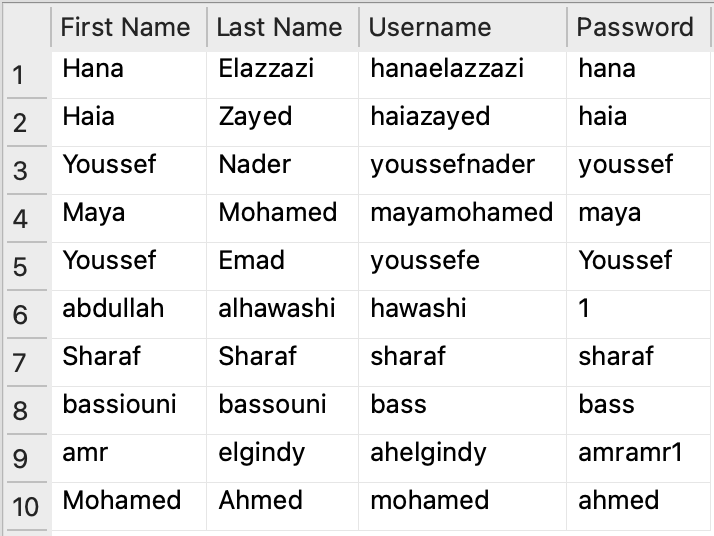 First Name Last Name Username Password
1 Hana Elazzazi hanaelazzazi hana
2 Haia Zayed haiazayed haia
3 Youssef Nader youssefnader youssef
4 Maya Mohamed mayamohamed maya
5 Youssef Emad youssefe Youssef
6 abdullah alhawashi hawashi 1
7 Sharaf Sharaf sharaf sharaf
8 bassiouni bassouni bass bass
9 amr elgindy ahelgindy amramr1
10 Mohamed Ahmed mohamed ahmed